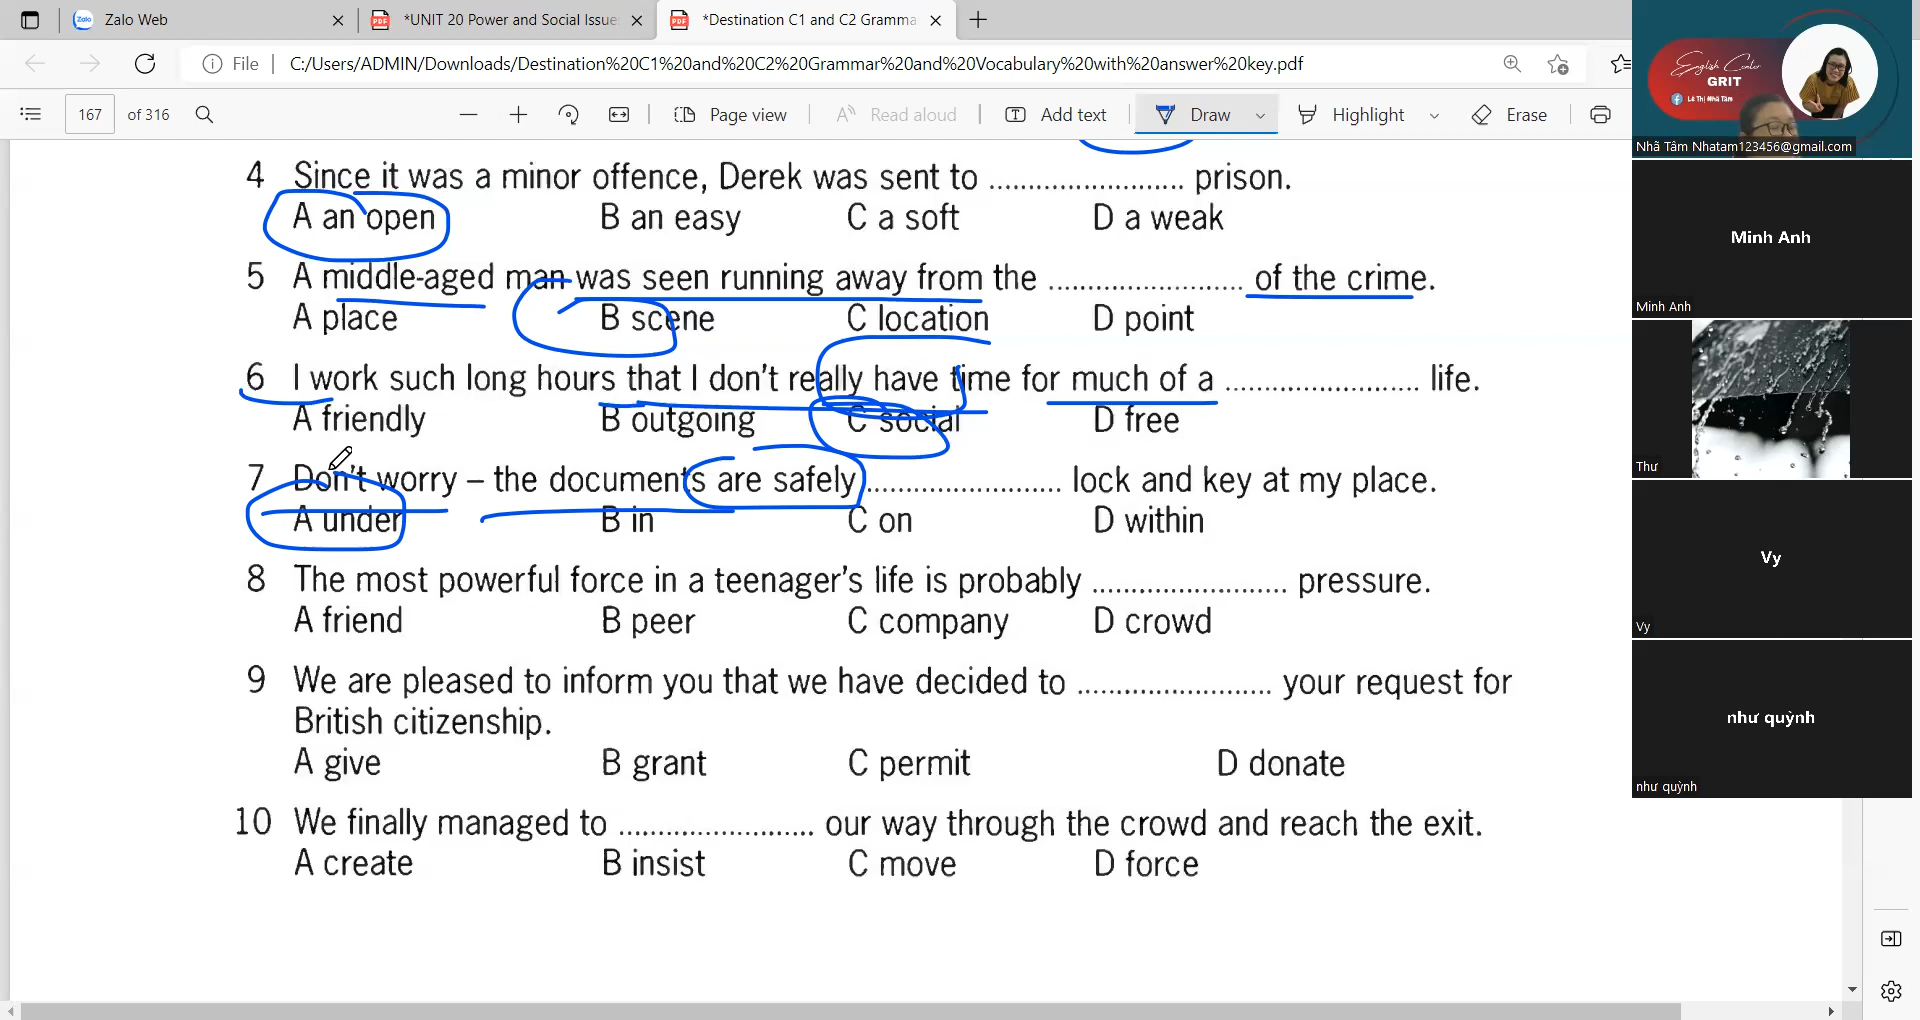 Zalo Web
*UNIT 20 Power and Social Issue
*Destination C1 and C2 Gramma
File
C:/Users/ADMIN/Downloads/Destination%20C1%20and%20C2%20Grammar%20and%20Vocabulary%20with%20answer%20key.pdf
167 of 316
Page view
Read aloud
Add text
Draw
Highlight
Erase
4 Since it was a minor offence, Derek was sent to ........................ prison.
A an open B an easy C a soft D a weak
5 A middle-aged man was seen running away from the ........................ of the crime.
A place B scene C location D point
6 I work such long hours that I don't really have time for much of a ........................ life.
A friendly B outgoing C social D free
7 Don't worry – the documents are safely ........................ lock and key at my place.
A under B in C on D within
8 The most powerful force in a teenager's life is probably ........................ pressure.
A friend B peer C company D crowd
9 We are pleased to inform you that we have decided to ........................ your request for
British citizenship.
A give B grant C permit D donate
10 We finally managed to ........................ our way through the crowd and reach the exit.
A create B insist C move D force
English Center
GRIT
Lê Thị Nhã Tâm
Nhã Tâm Nhatam123456@gmail.com
Minh Anh
Minh Anh
Thư
Vy
Vy
như quỳnh
như quỳnh